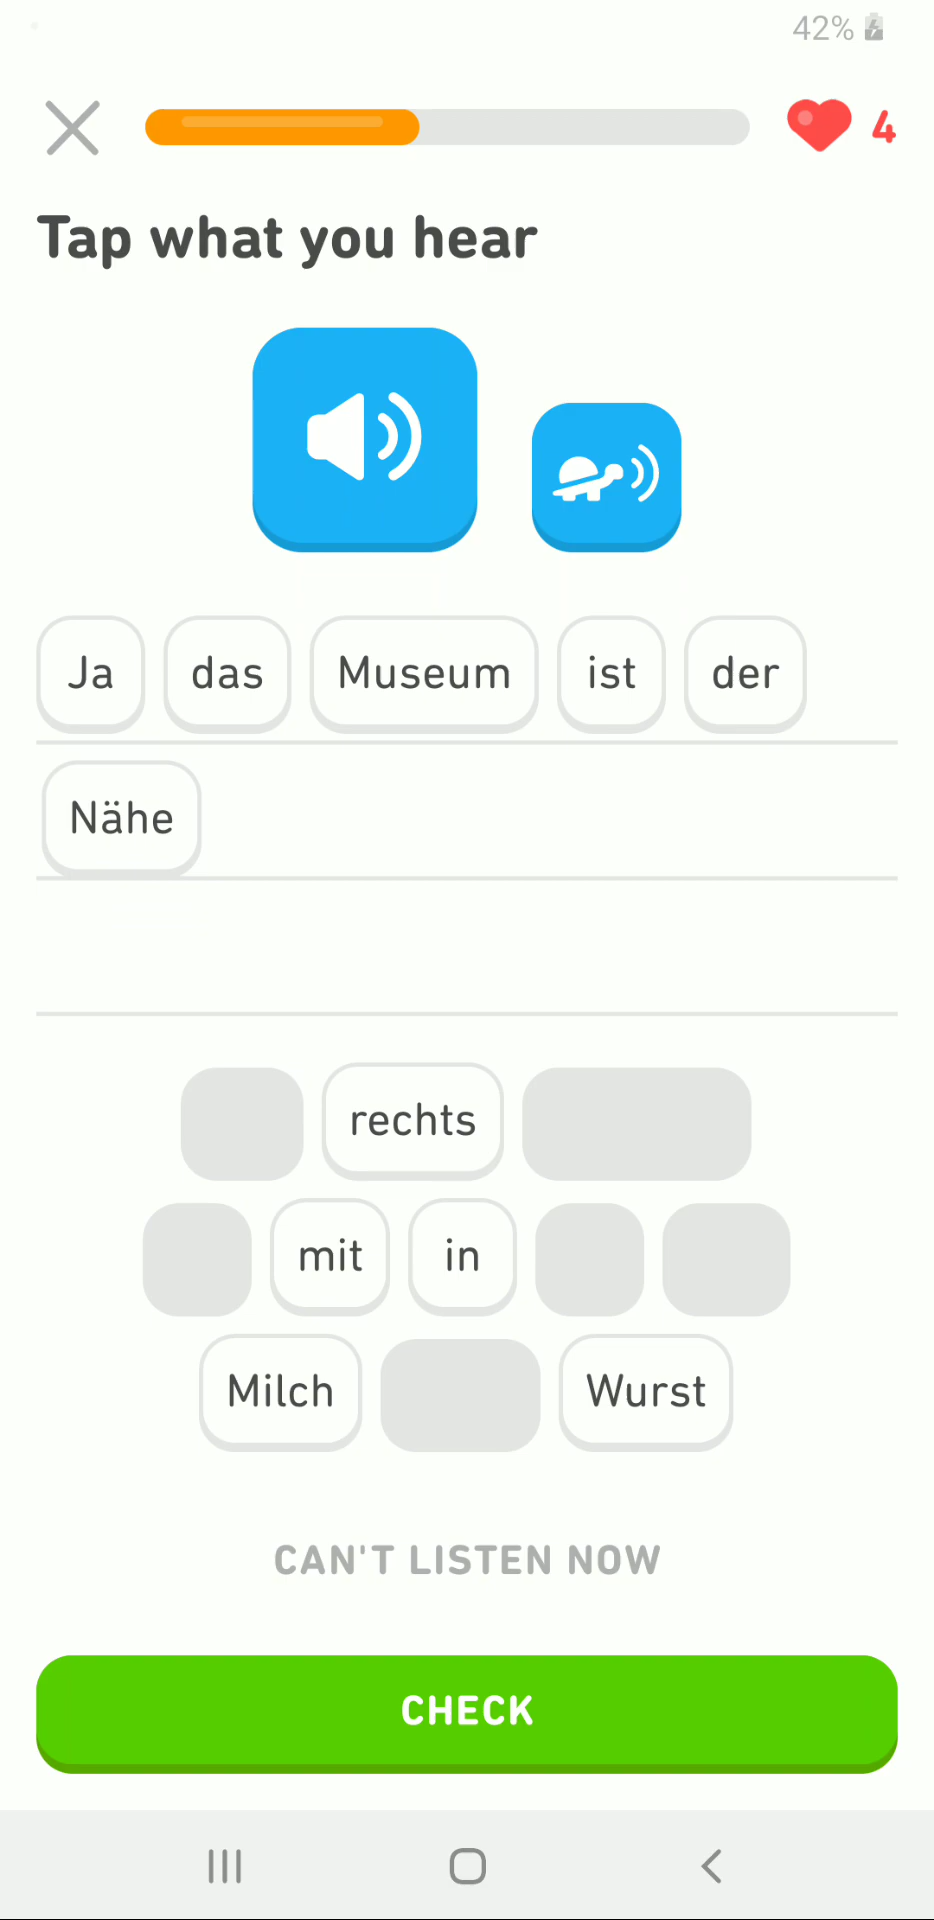 42%
4
Tap what you hear
Ja das Museum ist der
Nähe
rechts
mit in
Milch Wurst
CAN'T LISTEN NOW
CHECK